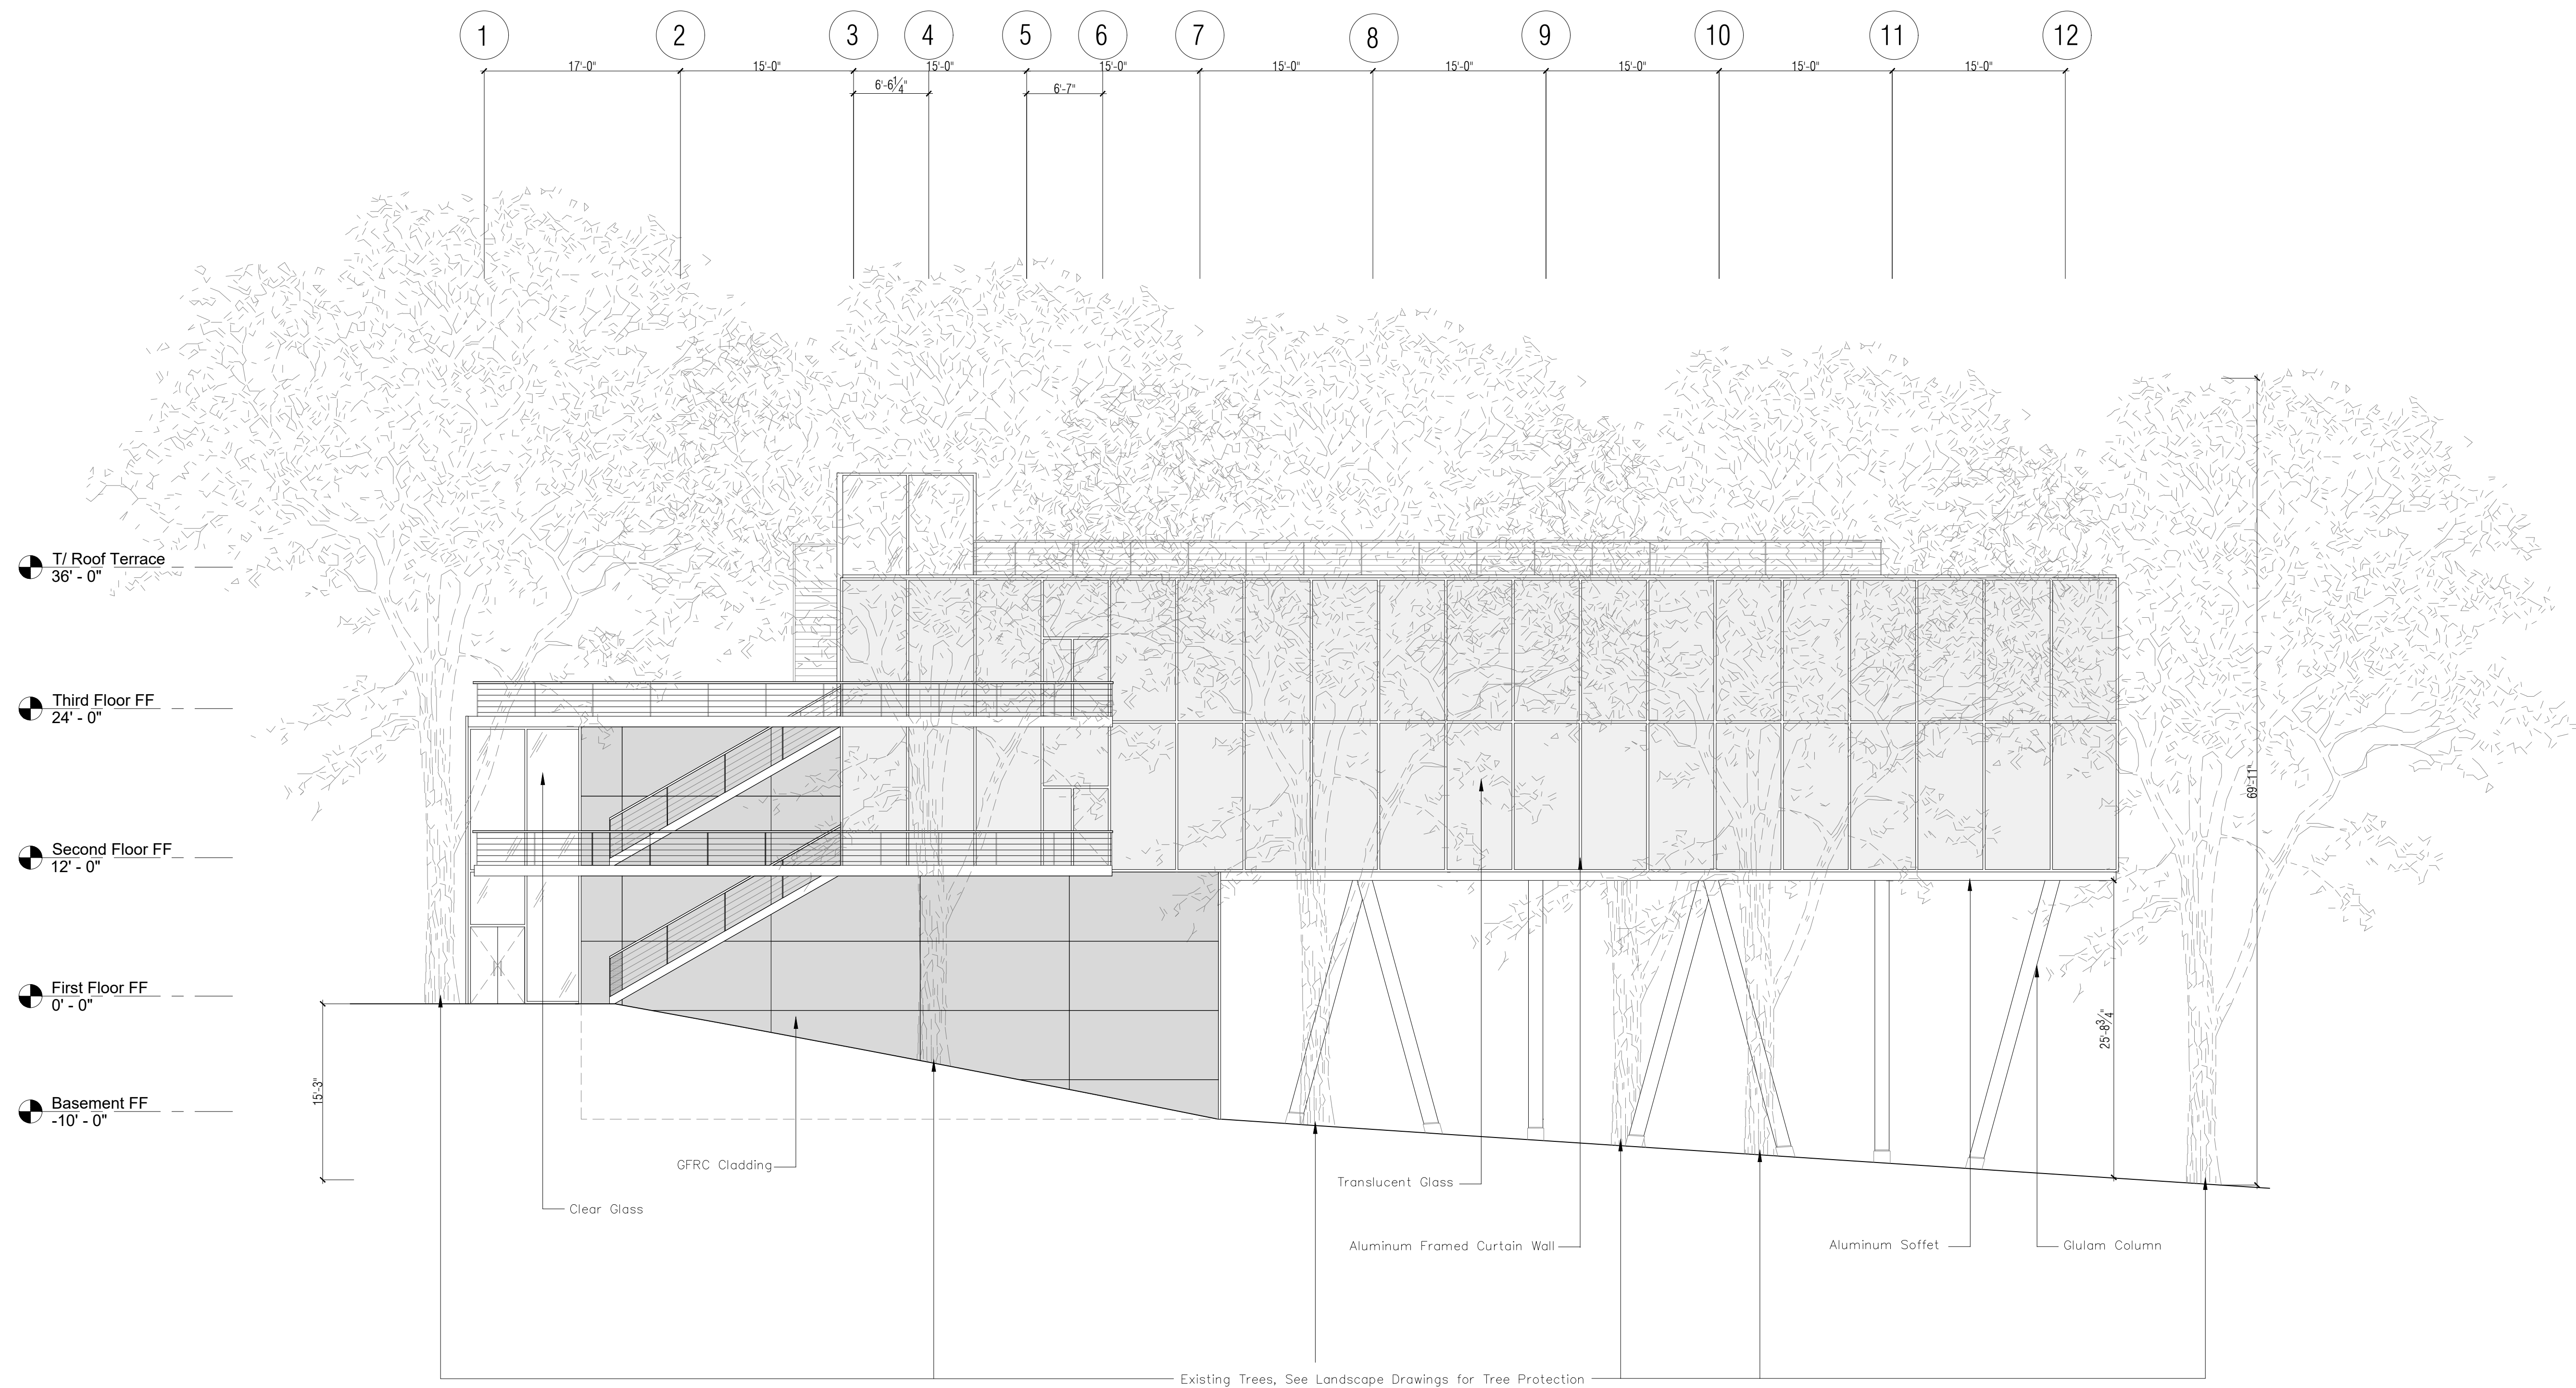 1 2 3 4 5 6 7 8 9 10 11 12
17'-0" 15'-0" 15'-0" 15'-0" 15'-0" 15'-0" 15'-0" 15'-0" 15'-0"
6'-6¼" 6'-7"
T/ Roof Terrace
36' - 0"
Third Floor FF
24' - 0"
69'-11"
Second Floor FF
12' - 0"
First Floor FF
0' - 0"
25'-8¾"
15'-3"
Basement FF
-10' - 0"
GFRC Cladding
Translucent Glass
Clear Glass
Aluminum Framed Curtain Wall
Aluminum Soffet
Glulam Column
Existing Trees, See Landscape Drawings for Tree Protection